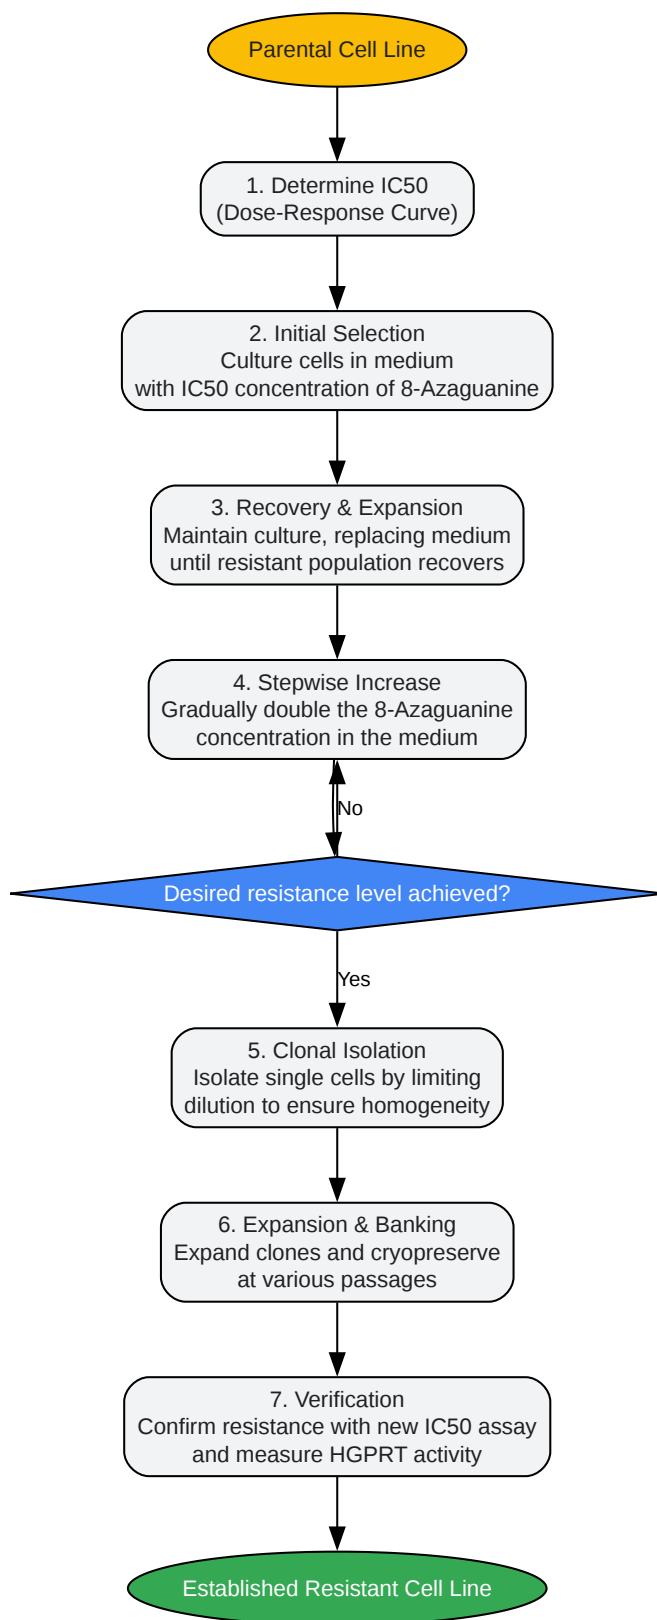 Parental Cell Line
1. Determine IC50
(Dose-Response Curve)
2. Initial Selection
Culture cells in medium
with IC50 concentration of 8-Azaguanine
3. Recovery & Expansion
Maintain culture, replacing medium
until resistant population recovers
4. Stepwise Increase
Gradually double the 8-Azaguanine
concentration in the medium
No
Desired resistance level achieved?
Yes
5. Clonal Isolation
Isolate single cells by limiting
dilution to ensure homogeneity
6. Expansion & Banking
Expand clones and cryopreserve
at various passages
7. Verification
Confirm resistance with new IC50 assay
and measure HGPRT activity
Established Resistant Cell Line